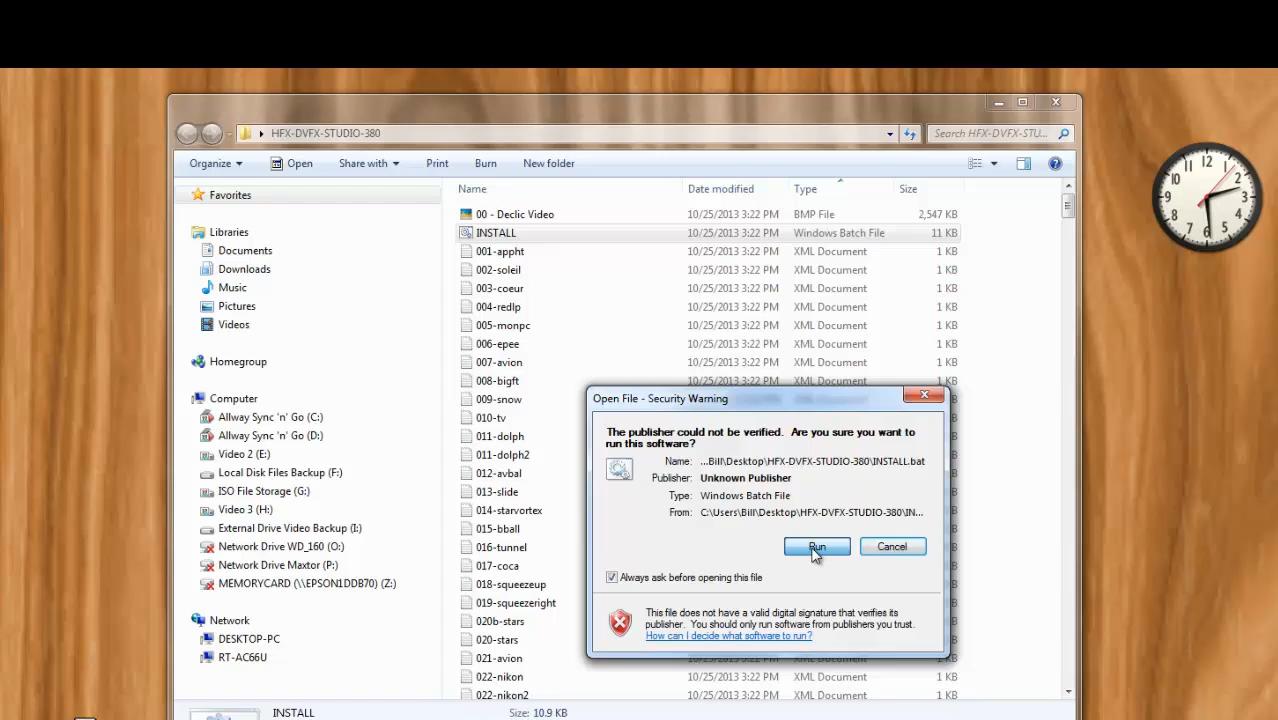 HFX-DVFX-STUDIO-380
Search HFX-DVFX-STU...
Organize
Open
Share with
Print
Burn
New folder
Name
Date modified
Type
Size
Favorites
Libraries
Documents
Downloads
Music
Pictures
Videos
Homegroup
Computer
Allway Sync 'n' Go (C:)
Allway Sync 'n' Go (D:)
Video 2 (E:)
Local Disk Files Backup (F:)
ISO File Storage (G:)
Video 3 (H:)
External Drive Video Backup (I:)
Network Drive WD_160 (O:)
Network Drive Maxtor (P:)
MEMORYCARD (\\EPSON1DDB70) (Z:)
Network
DESKTOP-PC
RT-AC66U
00 - Declic Video 10/25/2013 3:22 PM BMP File 2,547 KB
INSTALL 10/25/2013 3:22 PM Windows Batch File 11 KB
001-appht 10/25/2013 3:22 PM XML Document 1 KB
002-soleil 10/25/2013 3:22 PM XML Document 1 KB
003-coeur 10/25/2013 3:22 PM XML Document 1 KB
004-redlp 10/25/2013 3:22 PM XML Document 1 KB
005-monpc 10/25/2013 3:22 PM XML Document 1 KB
006-epee 10/25/2013 3:22 PM XML Document 1 KB
007-avion 10/25/2013 3:22 PM XML Document 1 KB
008-bigft 10/25/2013 3:22 PM XML Document 1 KB
009-snow 1 KB
010-tv
011-dolph
011-dolph2
012-avbal
013-slide
014-starvortex
015-bball
016-tunnel
017-coca
018-squeezeup
019-squeezeright
020b-stars
020-stars
021-avion 1 KB
022-nikon 10/25/2013 3:22 PM XML Document 1 KB
022-nikon2 10/25/2013 3:22 PM XML Document 1 KB
Open File - Security Warning
The publisher could not be verified. Are you sure you want to
run this software?
Name: ...Bill\Desktop\HFX-DVFX-STUDIO-380\INSTALL.bat
Publisher: Unknown Publisher
Type: Windows Batch File
From: C:\Users\Bill\Desktop\HFX-DVFX-STUDIO-380\IN...
Run
Cancel
Always ask before opening this file
This file does not have a valid digital signature that verifies its
publisher. You should only run software from publishers you trust.
How can I decide what software to run?
INSTALL
Size: 10.9 KB
12
1
2
3
4
5
6
7
8
9
10
11